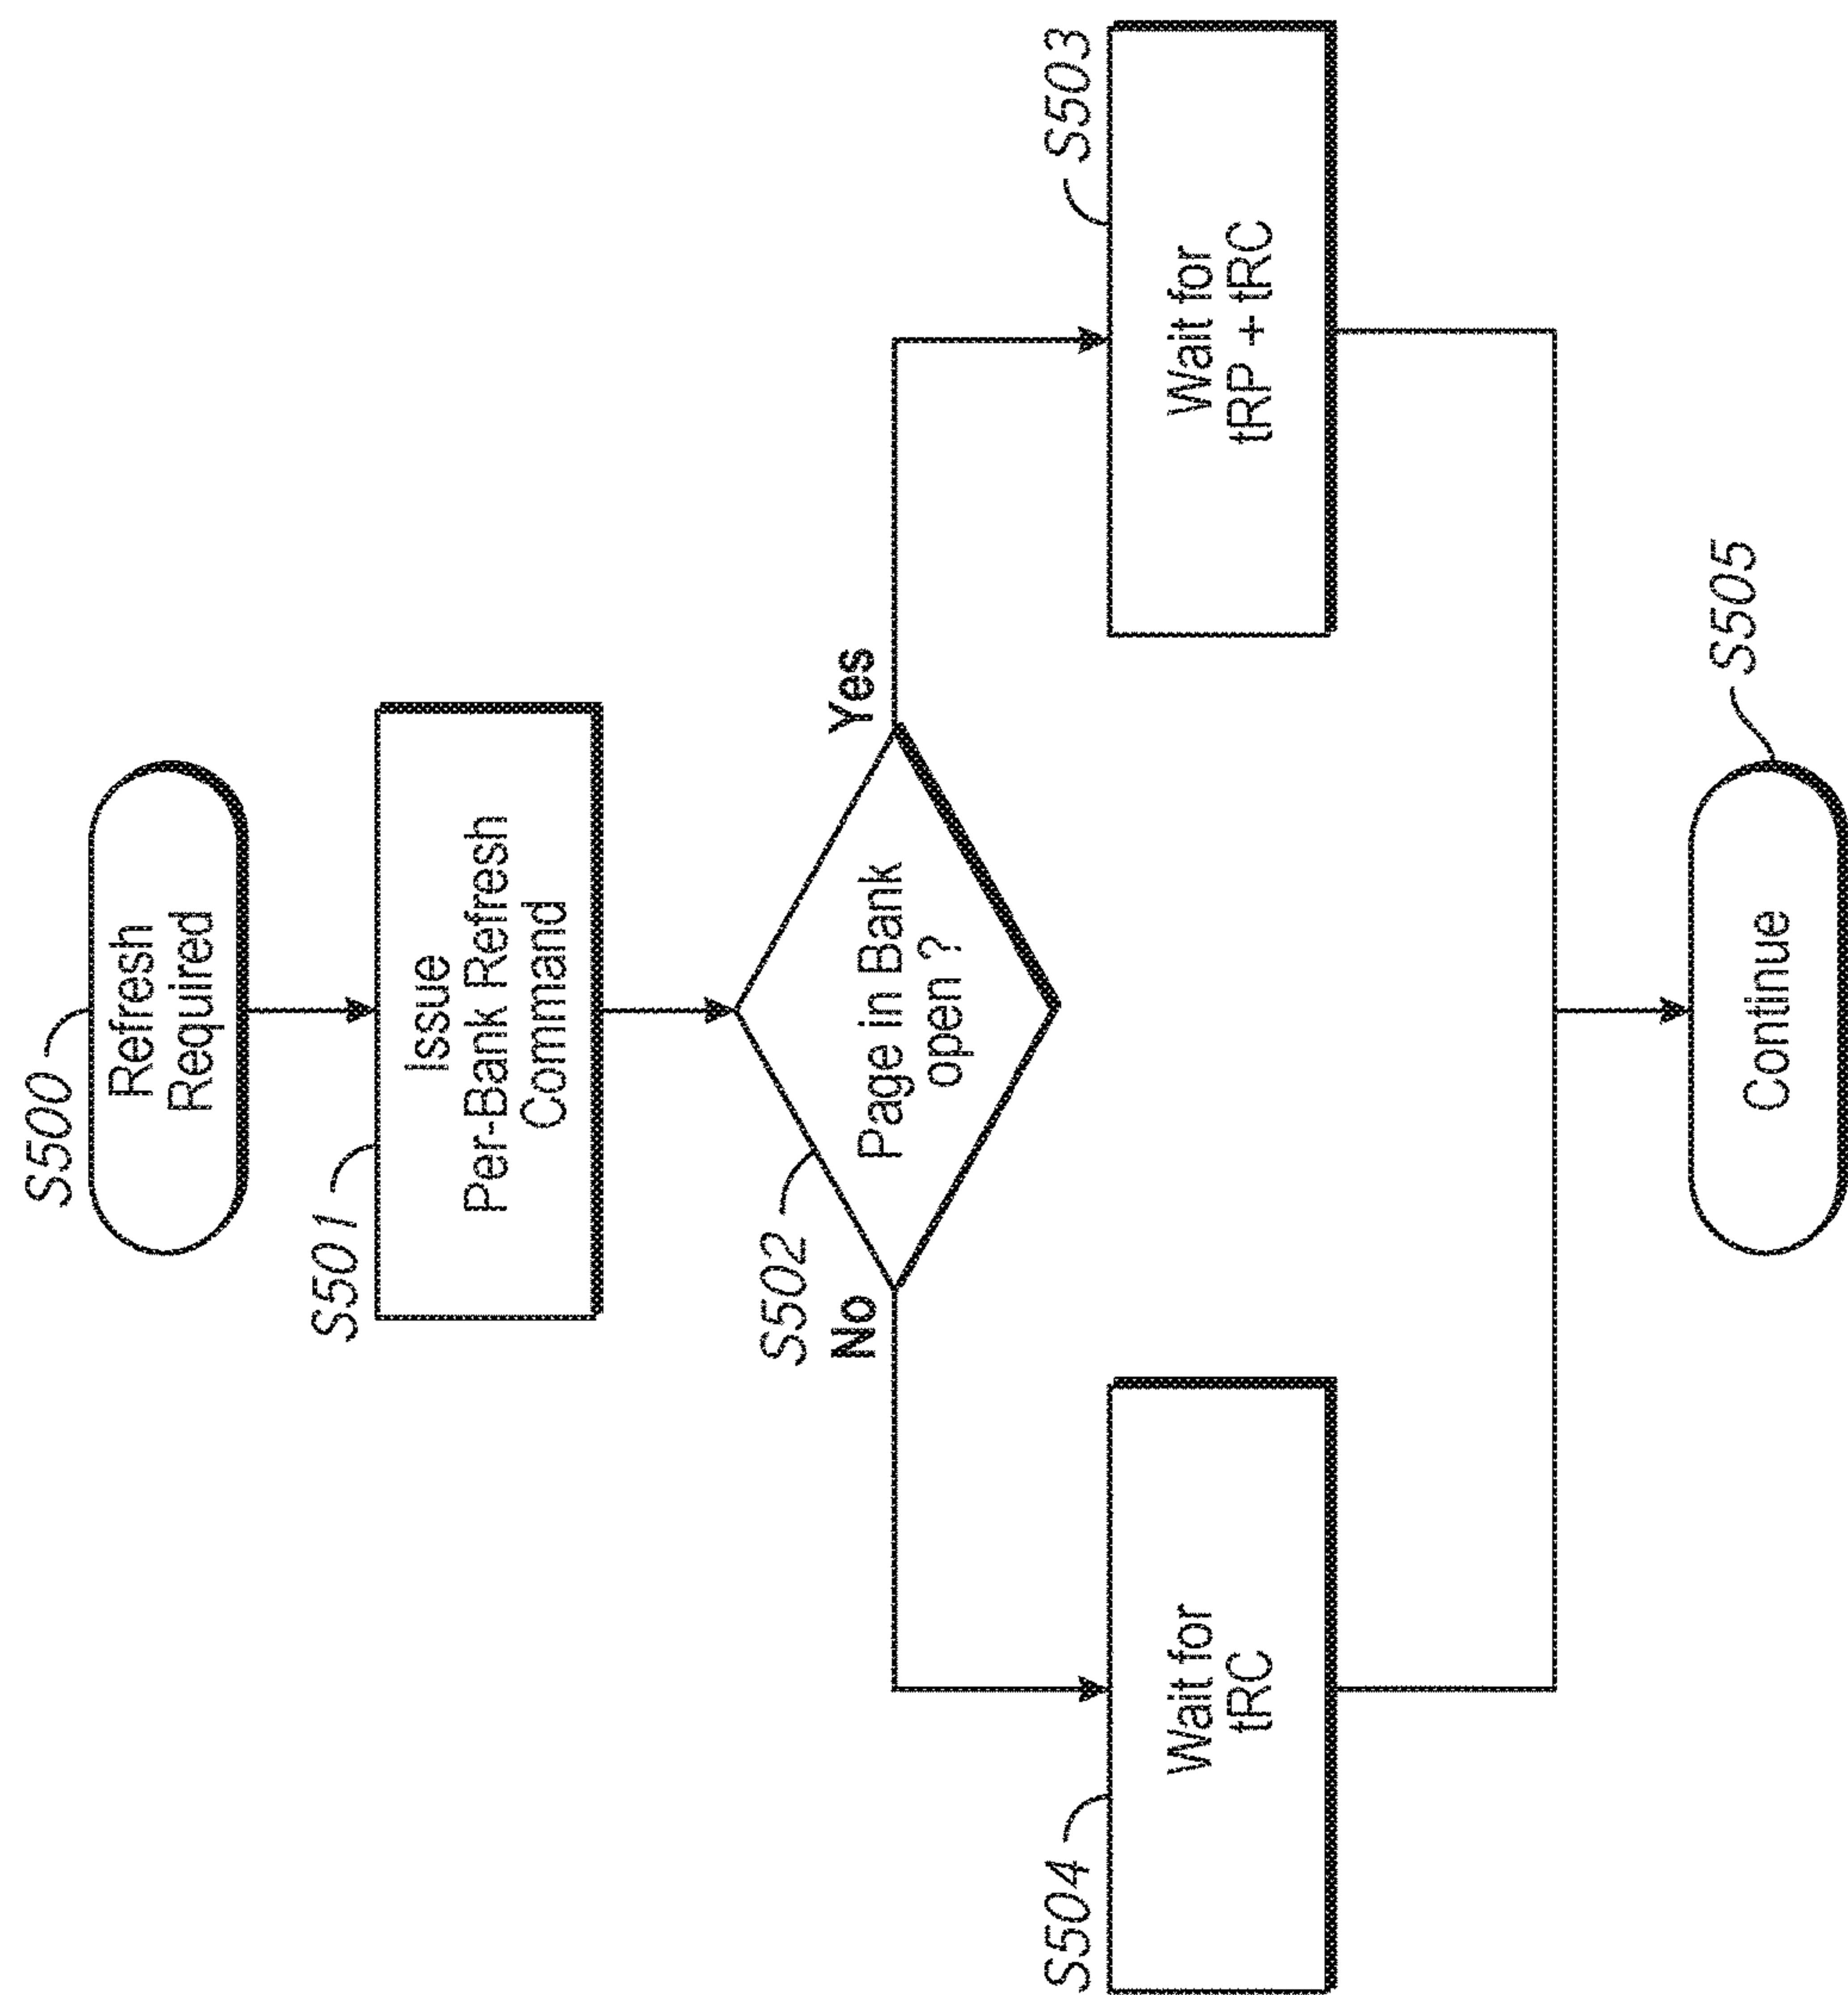 S500
Refresh
Required
S501
Issue
Per-Bank Refresh
Command
S502
Page in Bank
open ?
No
Yes
S504
Wait for
tRC
S503
Wait for
tRP + tRC
S505
Continue